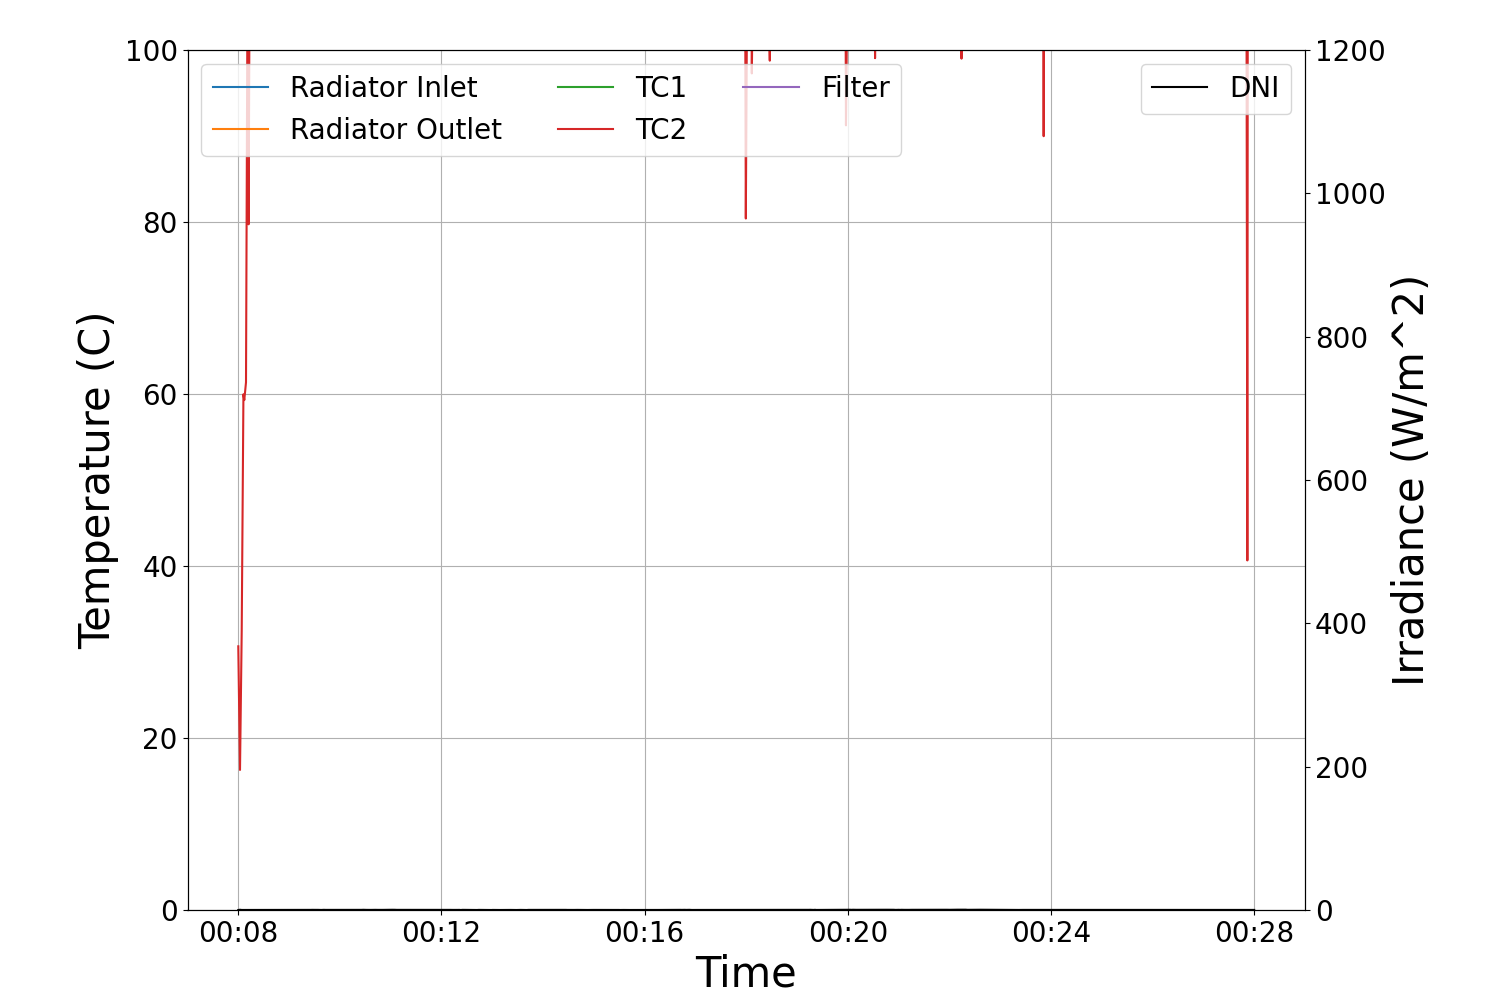 Radiator Inlet
Radiator Outlet
TC1
TC2
Filter
DNI
Temperature (C)
100
80
60
40
20
0
1200
1000
800
600
400
200
0
Irradiance (W/m^2)
00:08 00:12 00:16 00:20 00:24 00:28
Time